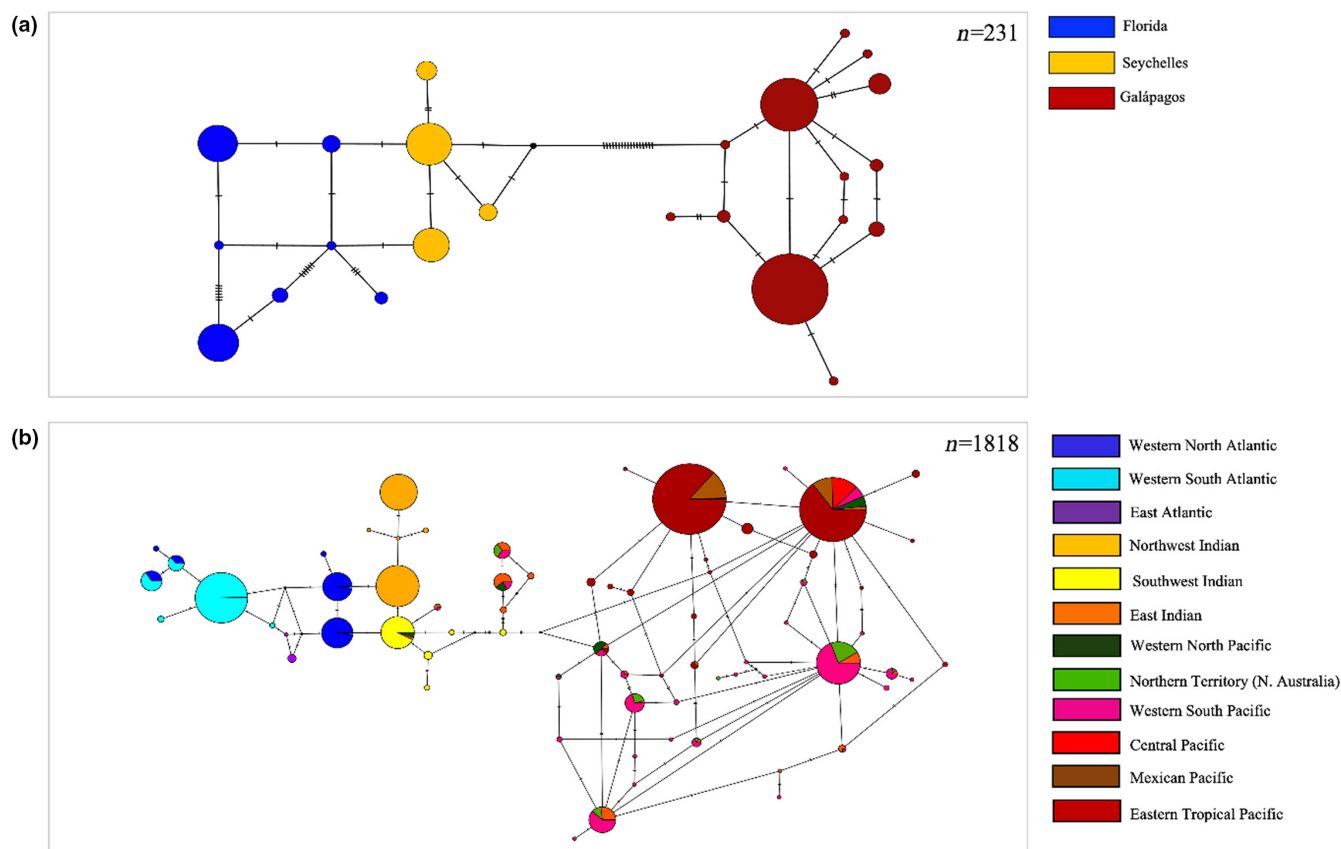 (a)
n=231
Florida
Seychelles
Galápagos
(b)
n=1818
Western North Atlantic
Western South Atlantic
East Atlantic
Northwest Indian
Southwest Indian
East Indian
Western North Pacific
Northern Territory (N. Australia)
Western South Pacific
Central Pacific
Mexican Pacific
Eastern Tropical Pacific